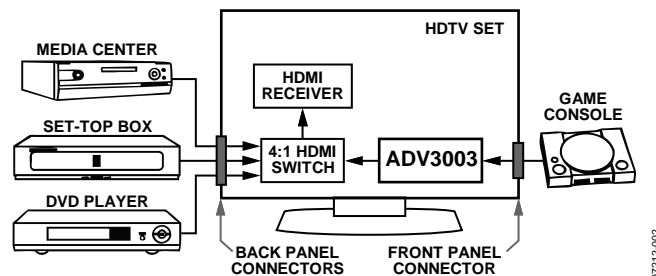 MEDIA CENTER
SET-TOP BOX
DVD PLAYER
HDTV SET
HDMI
RECEIVER
4:1 HDMI
SWITCH
ADV3003
GAME
CONSOLE
BACK PANEL
CONNECTORS
FRONT PANEL
CONNECTOR